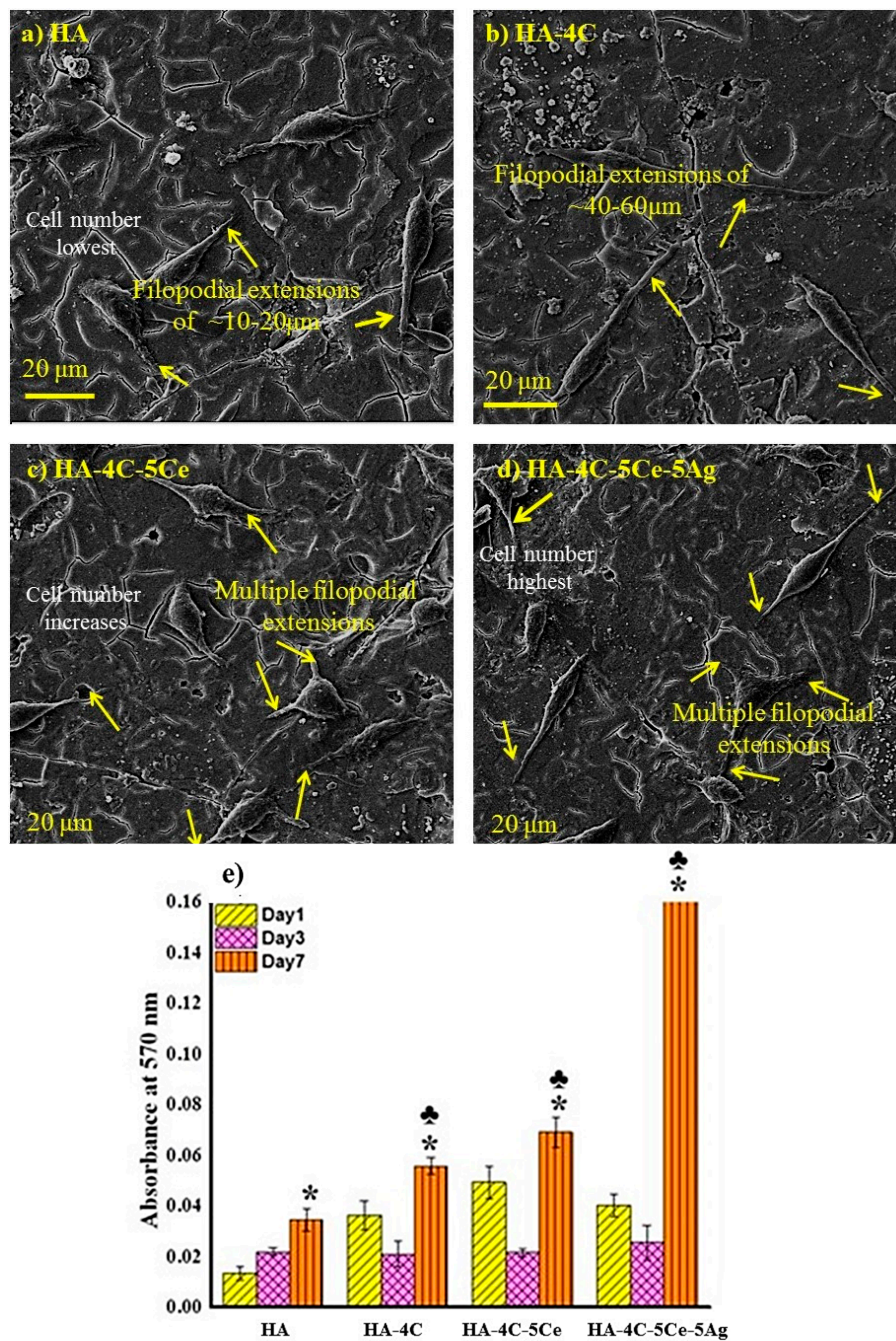 a) HA
Cell number
lowest
Filopodial extensions
of ~10-20μm
20 μm
b) HA-4C
Filopodial extensions of
~40-60μm
20 μm
c) HA-4C-5Ce
Cell number
increases
Multiple filopodial
extensions
20 μm
d) HA-4C-5Ce-5Ag
Cell number
highest
Multiple filopodial
extensions
20 μm
e)
Absorbance at 570 nm
0.16
0.14
0.12
0.10
0.08
0.06
0.04
0.02
0.00
Day1
Day3
Day7
*
♣
*
♣
*
♣
*
HA
HA-4C
HA-4C-5Ce
HA-4C-5Ce-5Ag